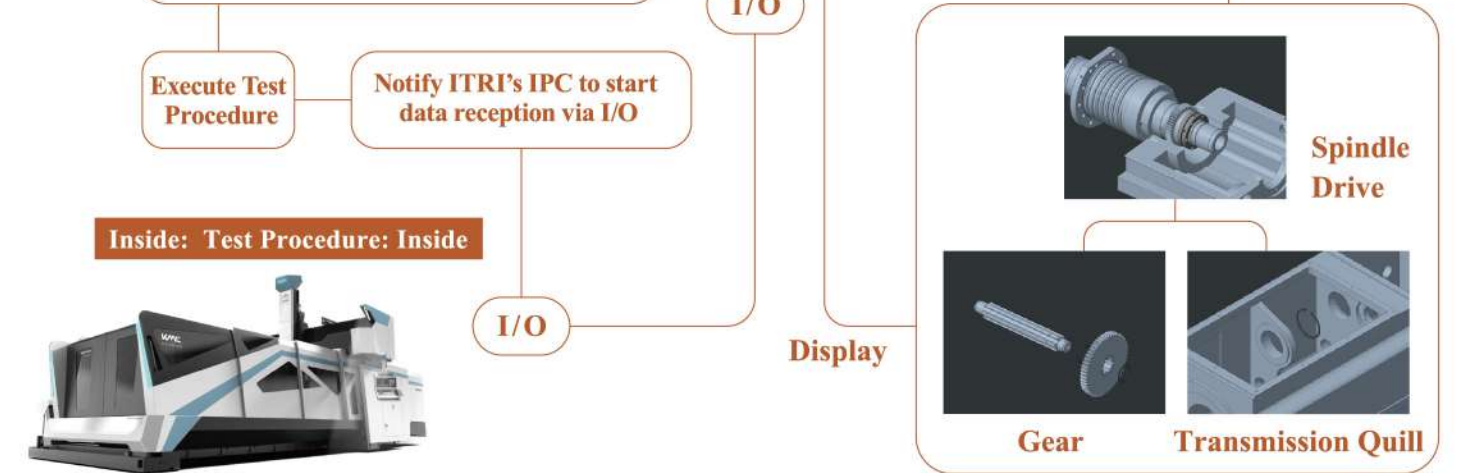 I/O
Execute Test
Procedure
Notify ITRI's IPC to start
data reception via I/O
Spindle
Drive
Inside: Test Procedure: Inside
I/O
Display
Gear
Transmission Quill